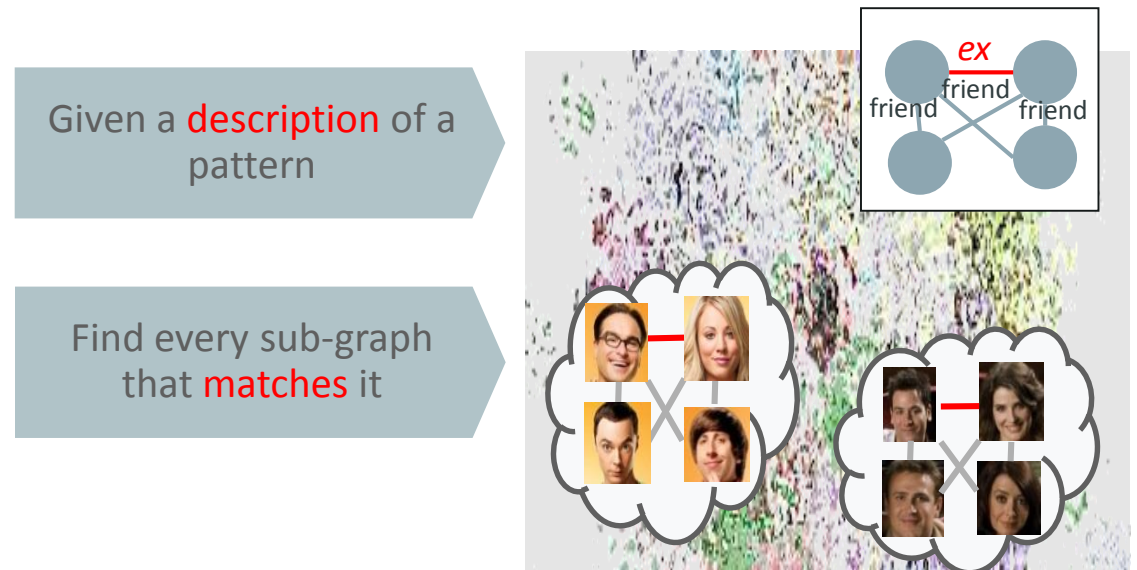 Given a description of a
pattern
Find every sub-graph
that matches it
ex
friend
friend
friend